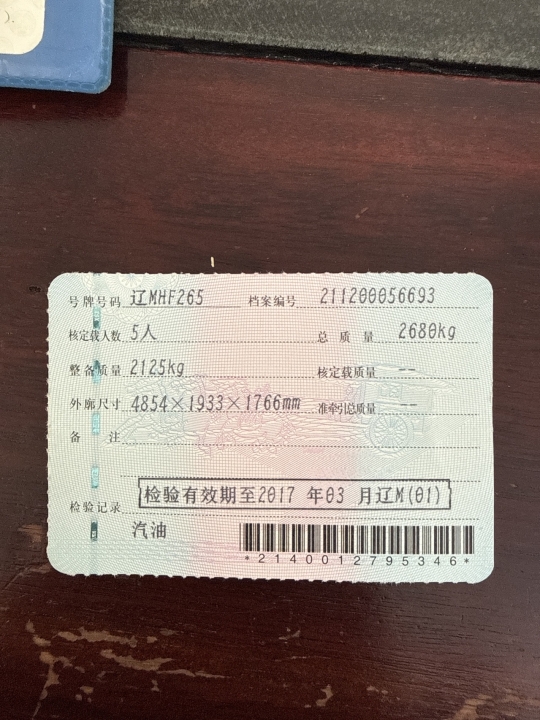 ).
号牌号码 辽MHF265 档案编号 211200056693
核定载人数 5人 总质量 2680kg
整备质量 2125kg 核定载质量 --
外廓尺寸 4854×1933×1766mm 准牵引总质量 --
备注
检验记录 检验有效期至2017 年03 月辽M(01)
汽油
*2140012795346*